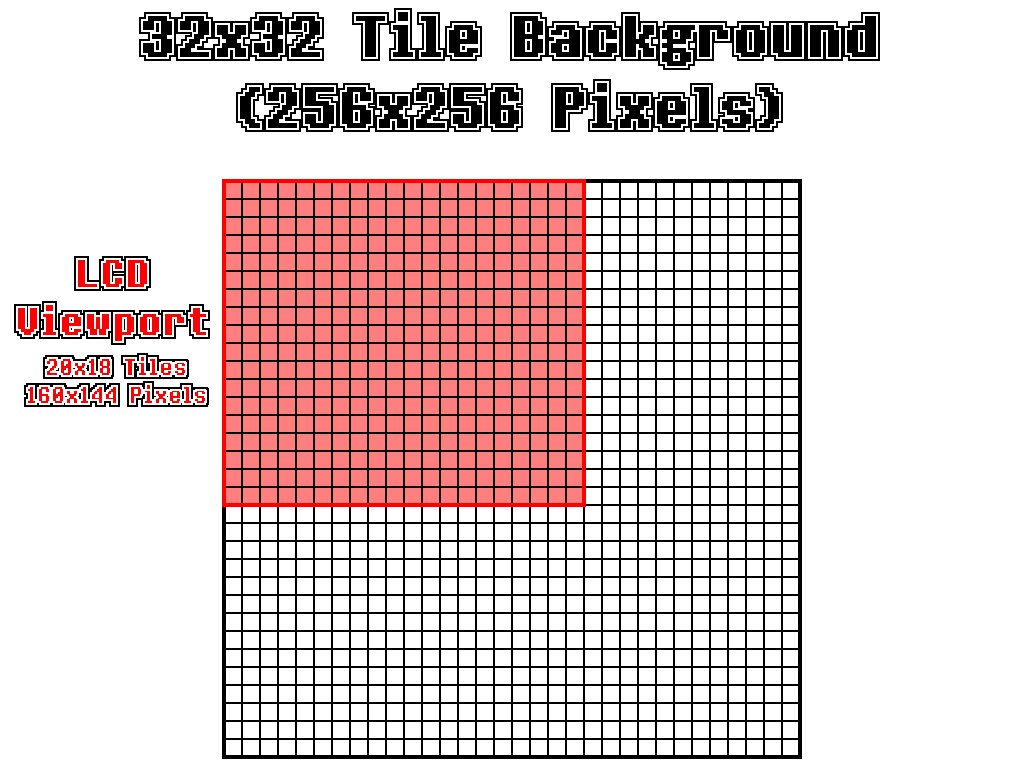 32x32 Tile Background
(256x256 Pixels)
LCD
Viewport
20x18 Tiles
160x144 Pixels